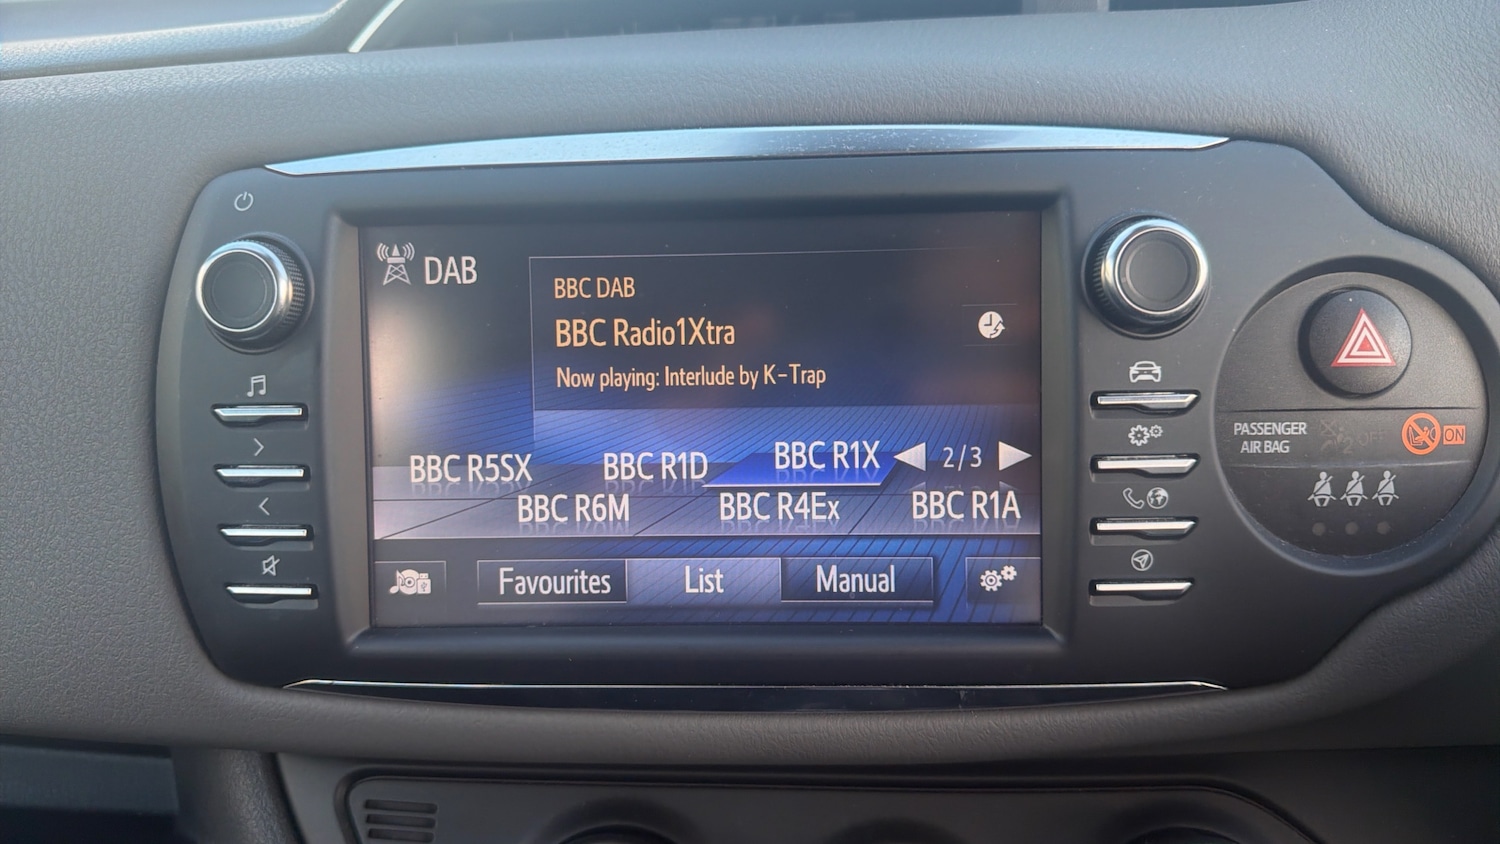 DAB
BBC DAB
BBC Radio1Xtra
Now playing: Interlude by K-Trap
BBC R5SX
BBC R1D
BBC R1X
2/3
BBC R6M
BBC R4Ex
BBC R1A
Favourites
List
Manual
PASSENGER
AIR BAG
OFF
ON